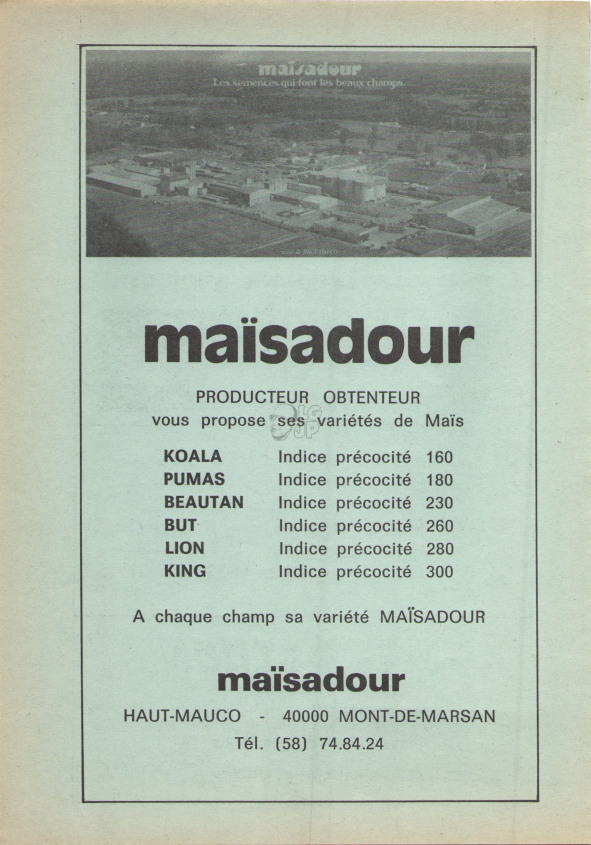 maïsadour
Les semences qui font les beaux champs.
maïsadour
PRODUCTEUR OBTENTEUR
vous propose ses variétés de Maïs
LG
JP
KOALA Indice précocité 160
PUMAS Indice précocité 180
BEAUTAN Indice précocité 230
BUT Indice précocité 260
LION Indice précocité 280
KING Indice précocité 300
A chaque champ sa variété MAÏSADOUR
maïsadour
HAUT-MAUCO - 40000 MONT-DE-MARSAN
Tél. (58) 74.84.24